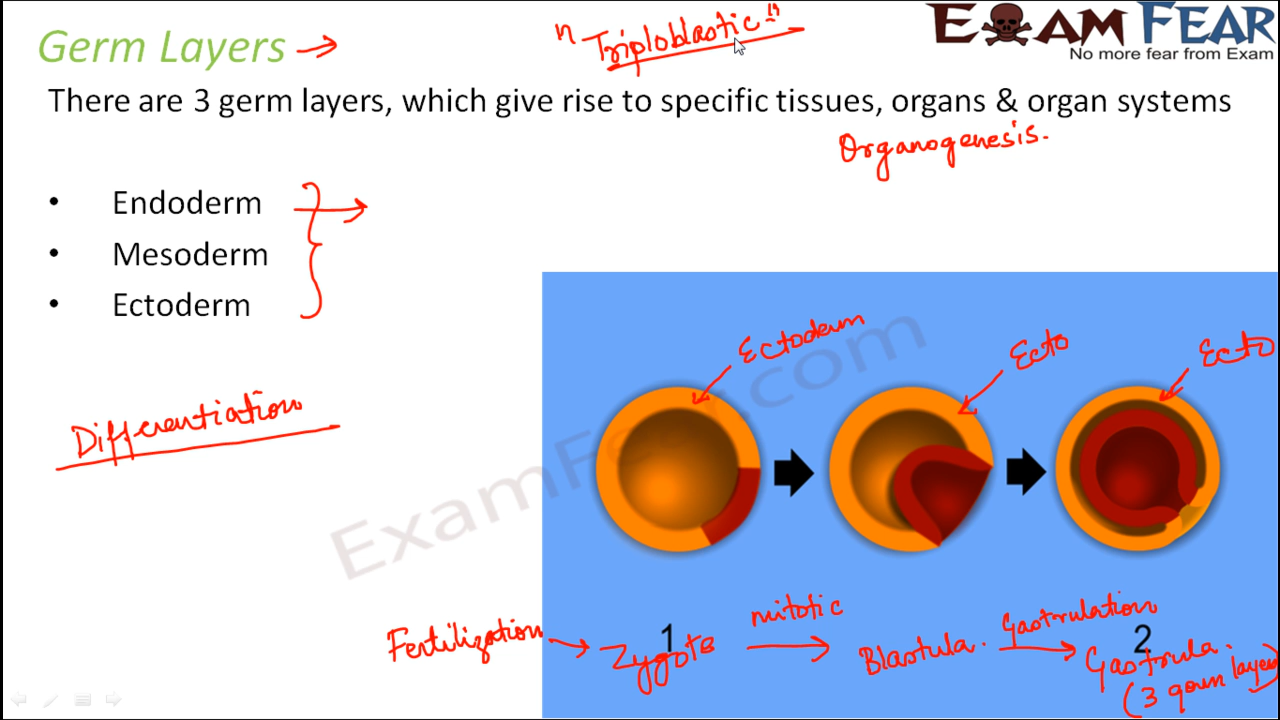 "Triploblastic"
EXAM FEAR
No more fear from Exam
Germ Layers
There are 3 germ layers, which give rise to specific tissues, organs & organ systems
Organogenesis.
• Endoderm
• Mesoderm
• Ectoderm
Ectoderm
Ecto
Ecto
Differentiation
ExamFear.com
mitotic
Gastrulation
1
2
Fertilization
Zygote
Blastula.
Gastrula.
(3 germ layers)